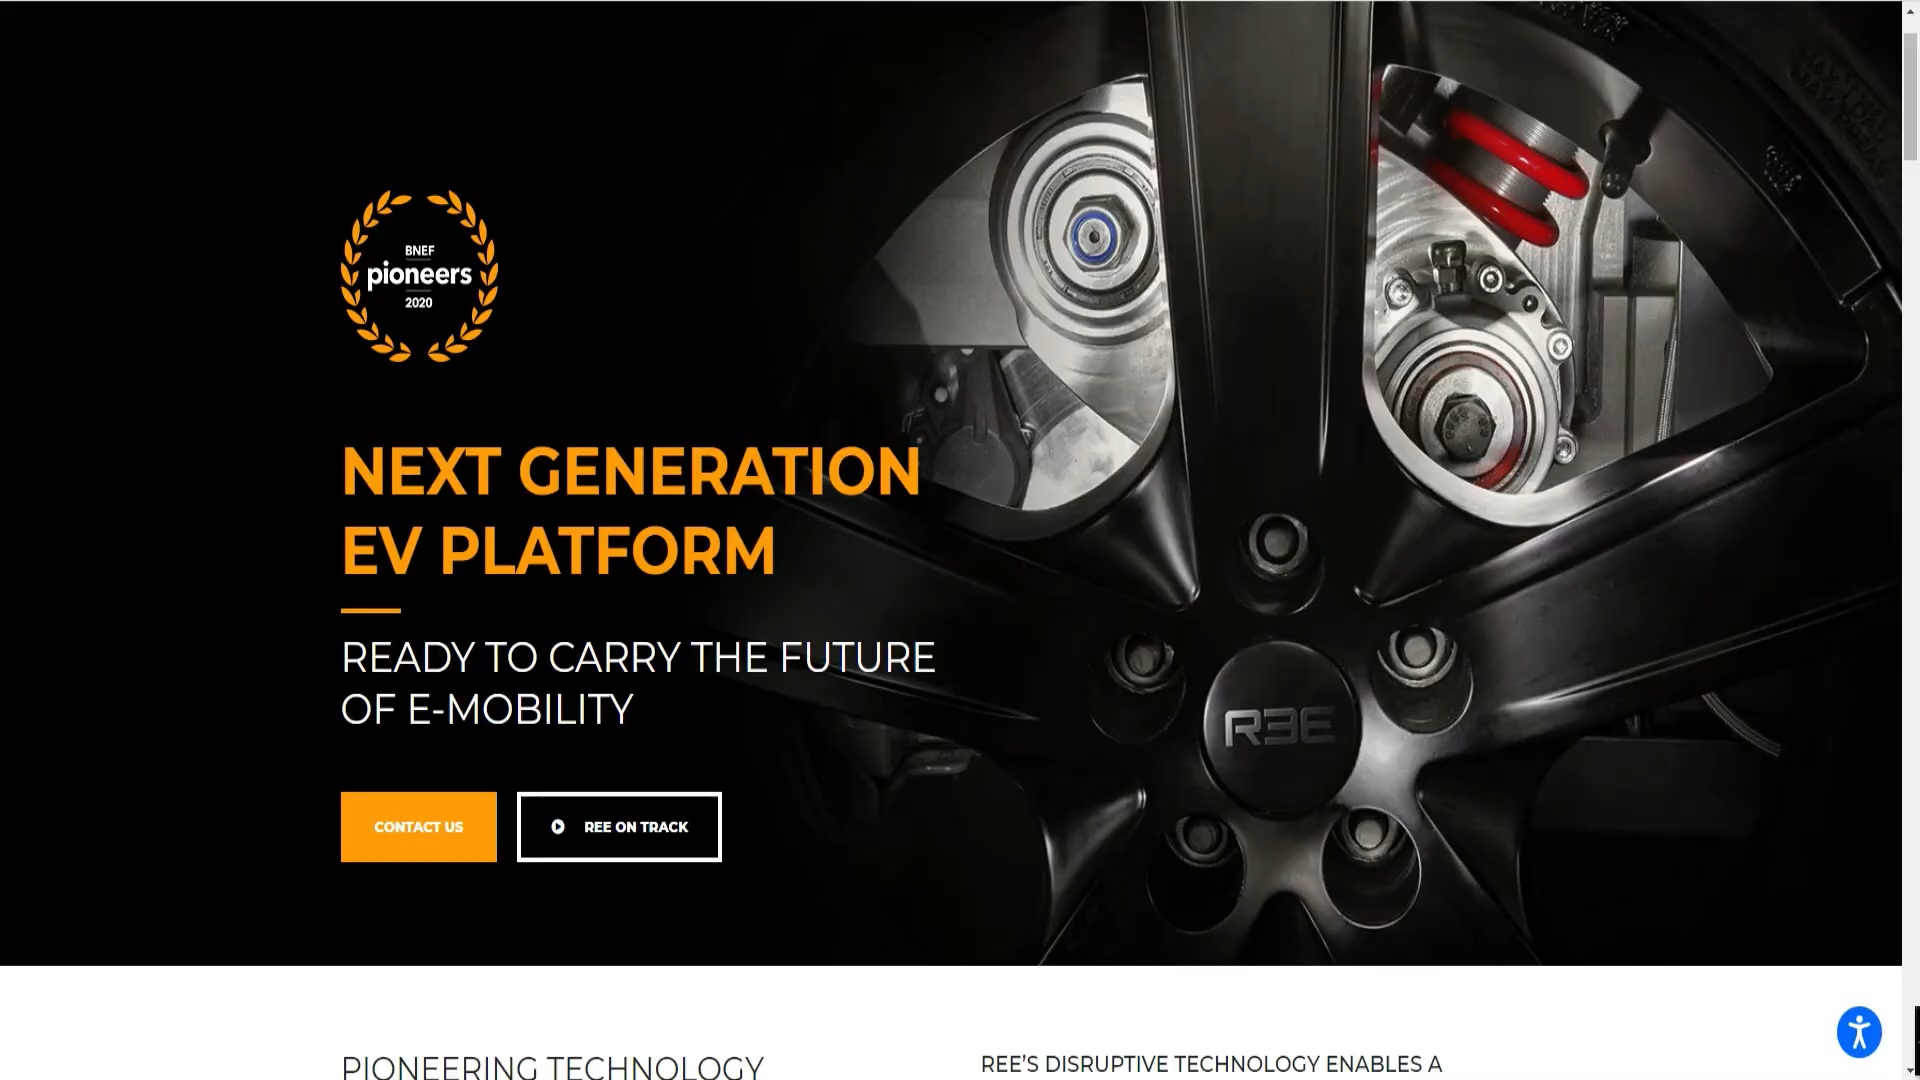 BNEF
pioneers
2020
NEXT GENERATION
EV PLATFORM
READY TO CARRY THE FUTURE
OF E-MOBILITY
CONTACT US
REE ON TRACK
REE
PIONEERING TECHNOLOGY
REE’S DISRUPTIVE TECHNOLOGY ENABLES A